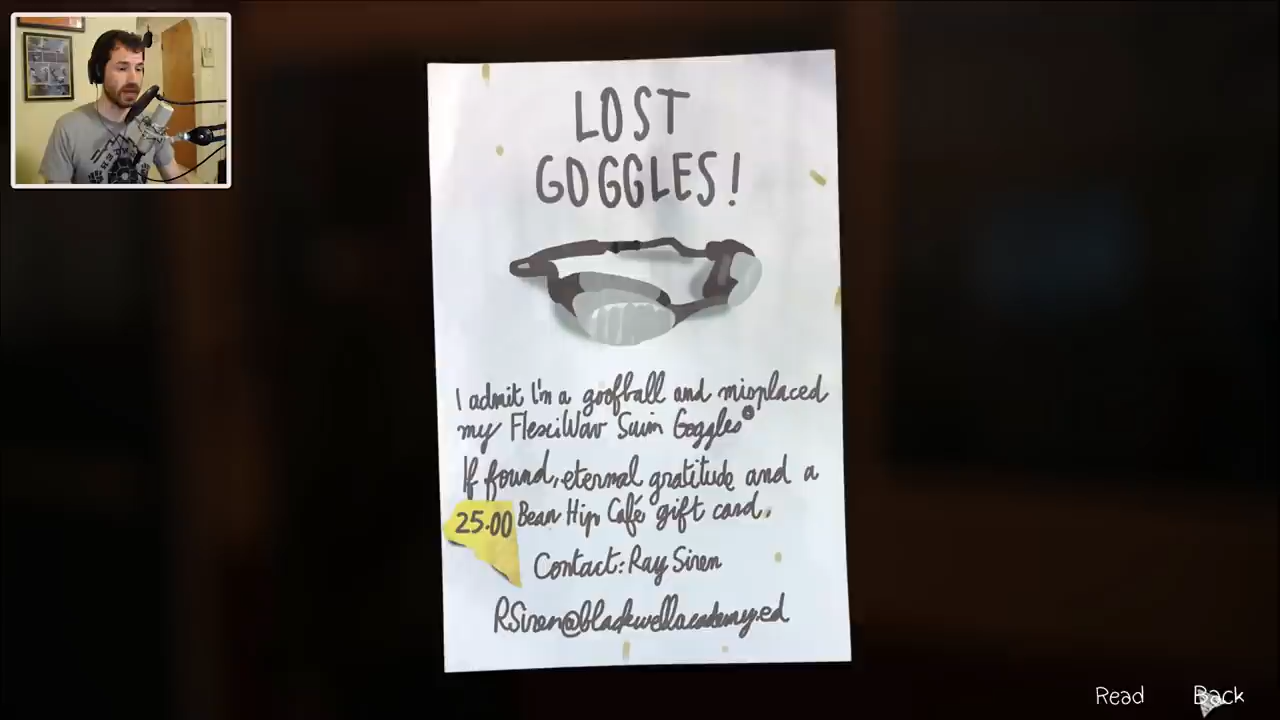 LOST
GOGGLES!
I admit I'm a goofball and misplaced
my FlexiWav Swim Goggles®
If found, eternal gratitude and a
25.00 Bean Hip Café gift card.
Contact: Ray Siren
RSiren@blackwellacademy.ed
Read Back